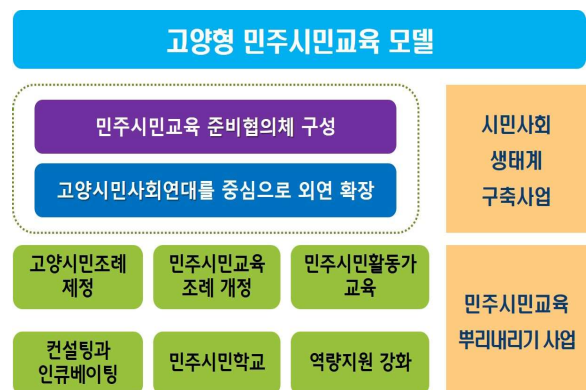 고양형 민주시민교육 모델
민주시민교육 준비협의체 구성
고양시민사회연대를 중심으로 외연 확장
시민사회
생태계
구축사업
고양시민조례
제정
민주시민교육
조례 개정
민주시민활동가
교육
컨설팅과
인큐베이팅
민주시민학교
역량지원 강화
민주시민교육
뿌리내리기 사업